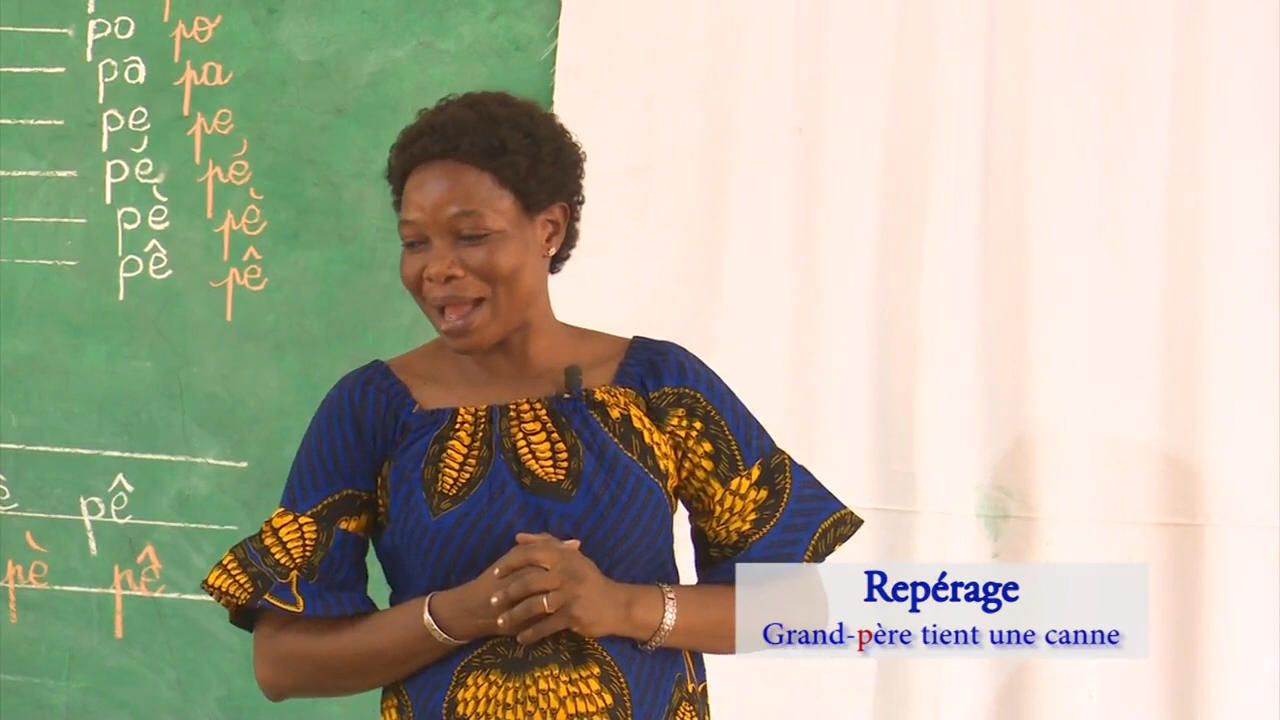 po po
pa pa
pe pe
pé pé
pè pè
pê pê
pê
pè pê
Repérage
Grand-père tient une canne